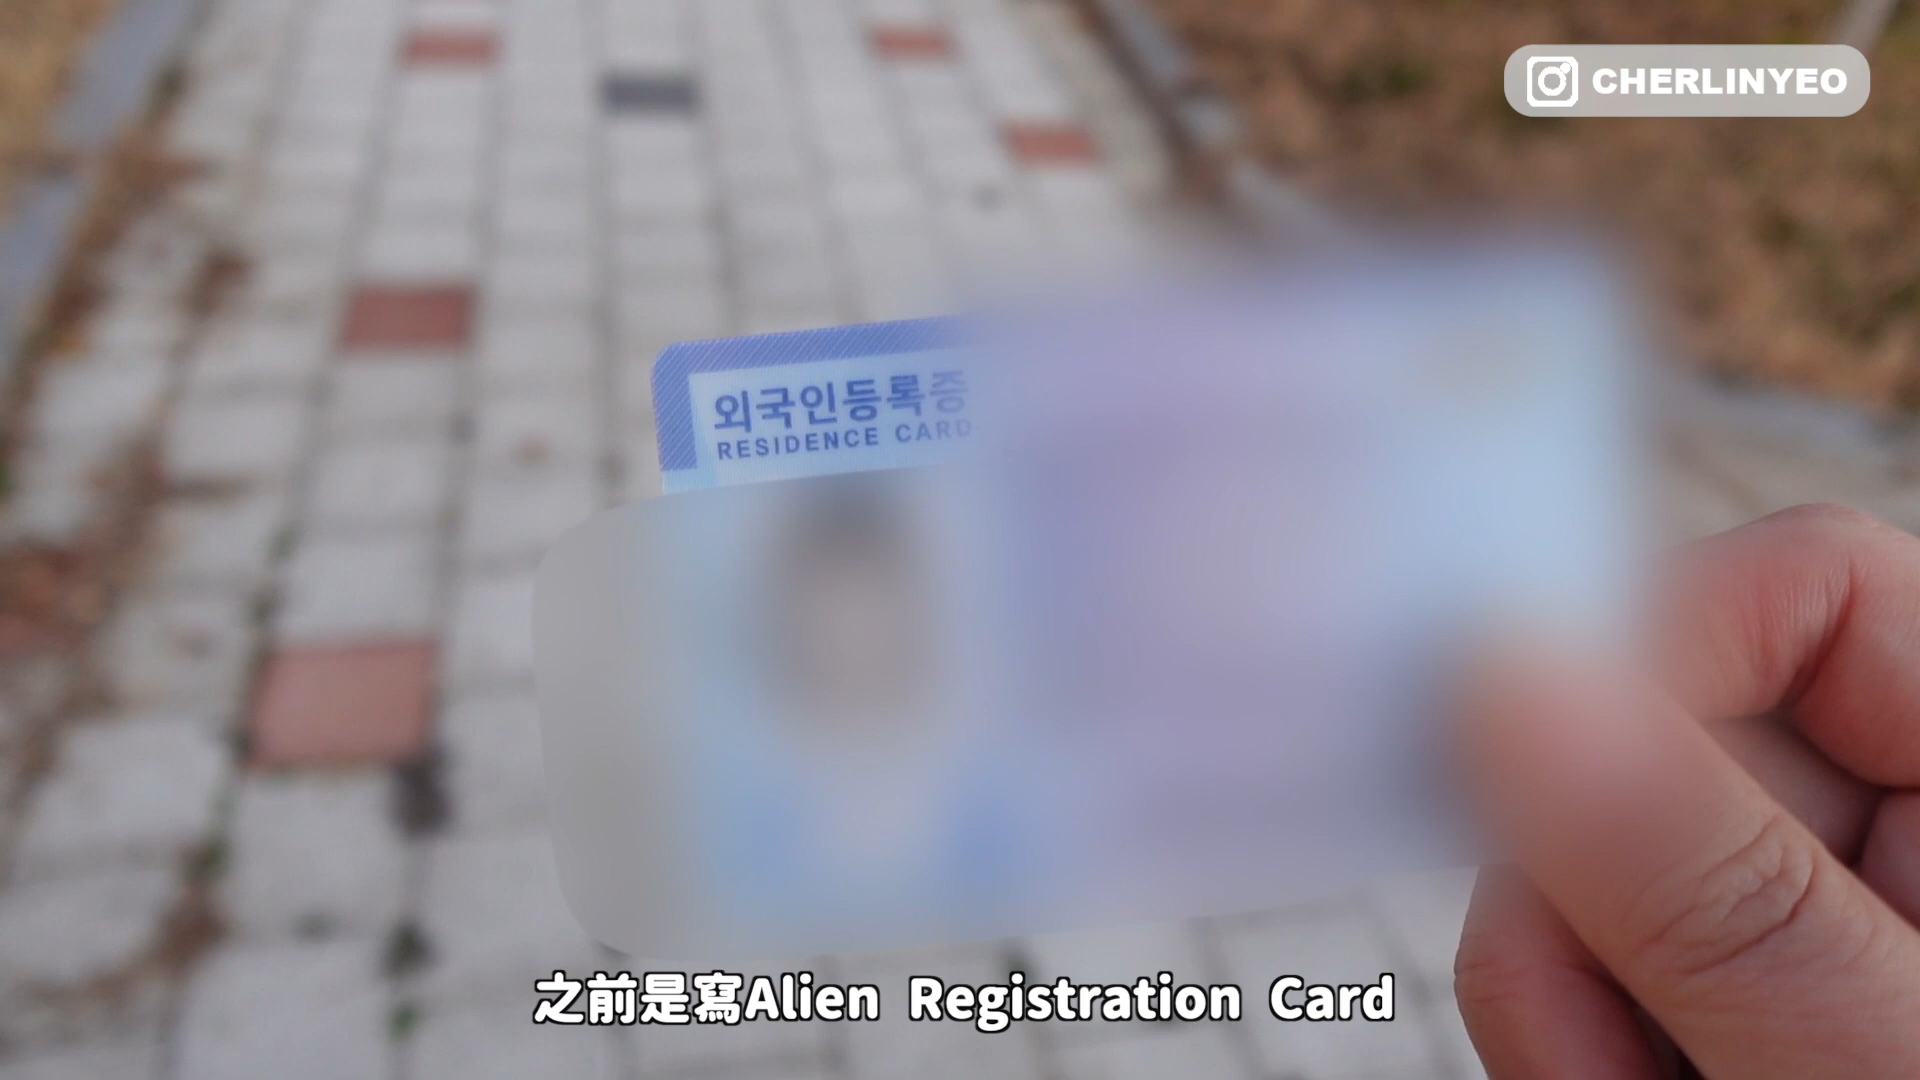 CHERLINYEO
외국인등록증
RESIDENCE CARD
之前是寫Alien Registration Card